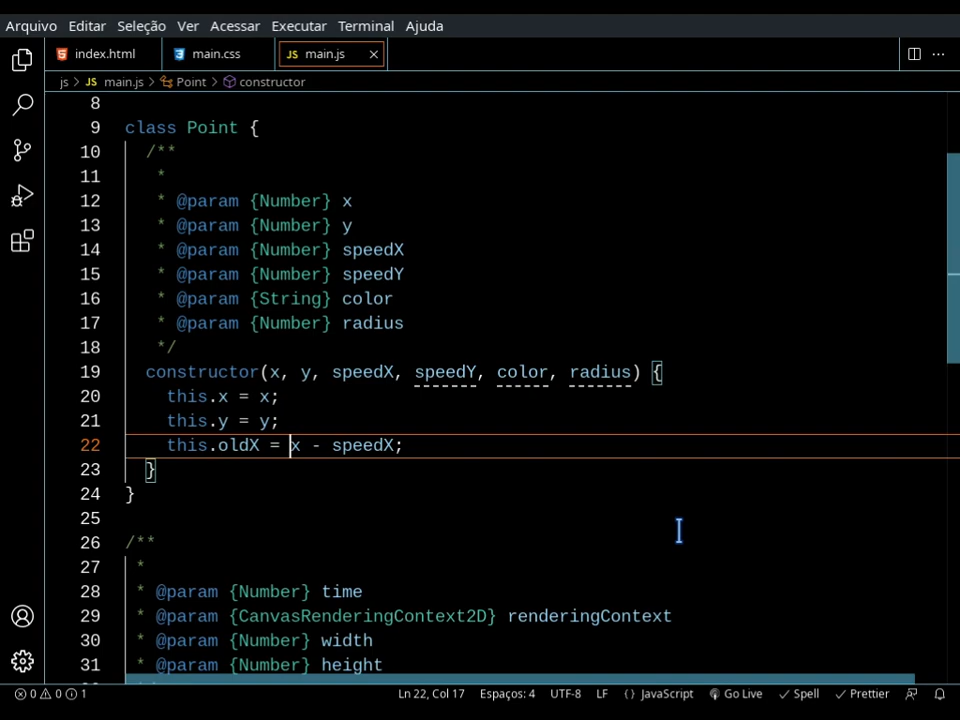 Arquivo Editar Seleção Ver Acessar Executar Terminal Ajuda
index.html main.css JS main.js
js > JS main.js > Point > constructor
8
9 class Point {
10 /**
11 *
12 * @param {Number} x
13 * @param {Number} y
14 * @param {Number} speedX
15 * @param {Number} speedY
16 * @param {String} color
17 * @param {Number} radius
18 */
19 constructor(x, y, speedX, speedY, color, radius) {
20 this.x = x;
21 this.y = y;
22 this.oldX = x - speedX;
23 }
24 }
25
26 /**
27 *
28 * @param {Number} time
29 * @param {CanvasRenderingContext2D} renderingContext
30 * @param {Number} width
31 * @param {Number} height
0 0 1 Ln 22, Col 17 Espaços: 4 UTF-8 LF {} JavaScript Go Live Spell Prettier